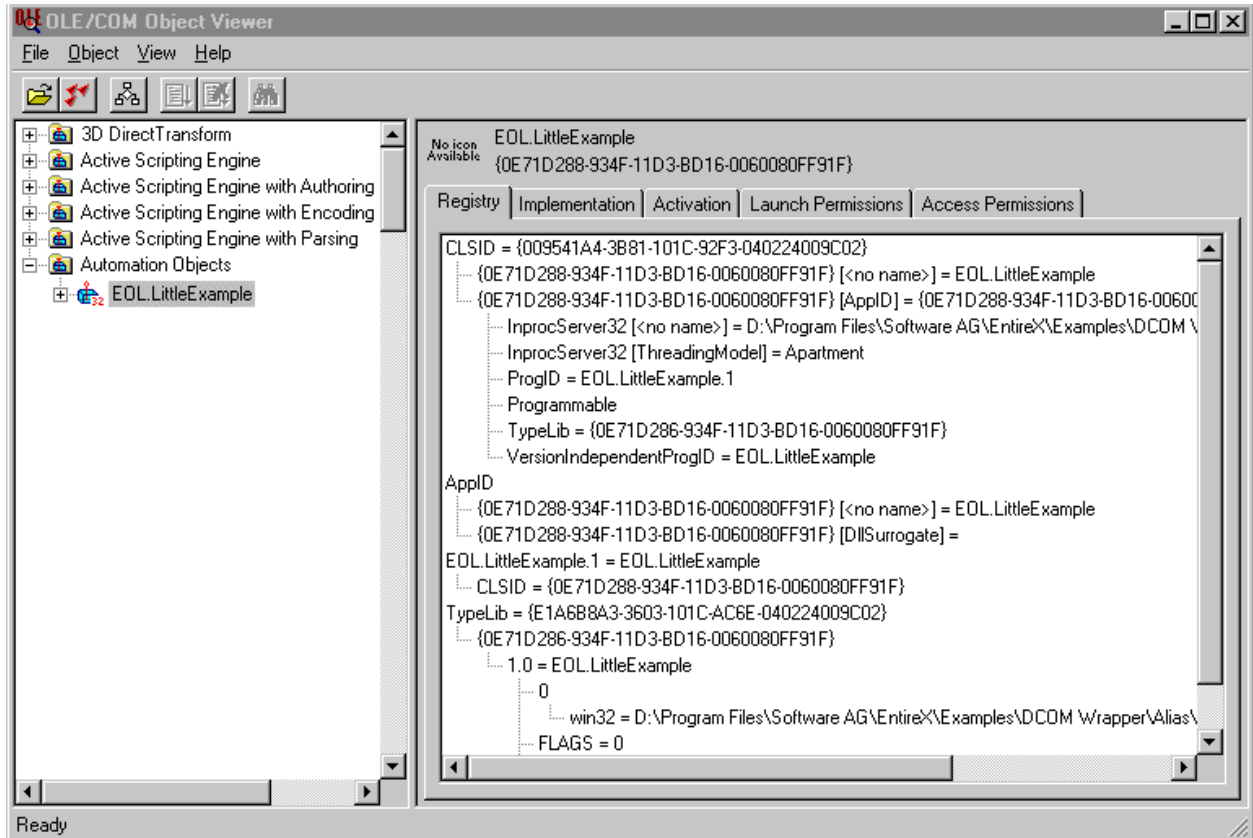 OLE OLE/COM Object Viewer
File Object View Help
3D DirectTransform
Active Scripting Engine
Active Scripting Engine with Authoring
Active Scripting Engine with Encoding
Active Scripting Engine with Parsing
Automation Objects
32 EOL.LittleExample
No icon
Available
EOL.LittleExample
{0E71D288-934F-11D3-BD16-0060080FF91F}
Registry Implementation Activation Launch Permissions Access Permissions
CLSID = {009541A4-3B81-101C-92F3-040224009C02}
{0E71D288-934F-11D3-BD16-0060080FF91F} [<no name>] = EOL.LittleExample
{0E71D288-934F-11D3-BD16-0060080FF91F} [AppID] = {0E71D288-934F-11D3-BD16-0060
InprocServer32 [<no name>] = D:\Program Files\Software AG\EntireX\Examples\DCOM \
InprocServer32 [ThreadingModel] = Apartment
ProgID = EOL.LittleExample.1
Programmable
TypeLib = {0E71D286-934F-11D3-BD16-0060080FF91F}
VersionIndependentProgID = EOL.LittleExample
AppID
{0E71D288-934F-11D3-BD16-0060080FF91F} [<no name>] = EOL.LittleExample
{0E71D288-934F-11D3-BD16-0060080FF91F} [DllSurrogate] =
EOL.LittleExample.1 = EOL.LittleExample
CLSID = {0E71D288-934F-11D3-BD16-0060080FF91F}
TypeLib = {E1A6B8A3-3603-101C-AC6E-040224009C02}
{0E71D286-934F-11D3-BD16-0060080FF91F}
1.0 = EOL.LittleExample
0
win32 = D:\Program Files\Software AG\EntireX\Examples\DCOM Wrapper\Alias\
FLAGS = 0
Ready